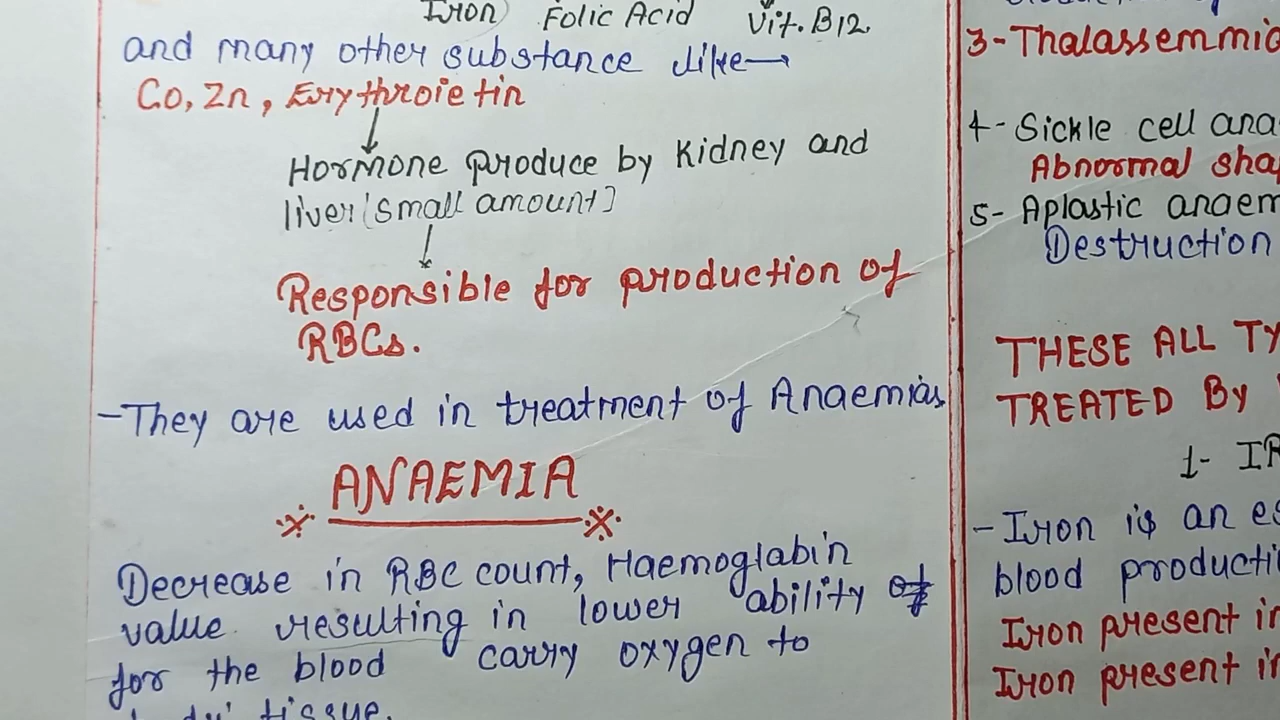 Iron Folic Acid Vit. B12.
and many other substance like→
Co, Zn, Erythroietin
Hormone produce by Kidney and
liver [small amount]
Responsible for production of
RBCs.
-They are used in treatment of Anaemias
※ ANAEMIA ※
Decrease in RBC count, Haemoglabin
value resulting in lower ability of
for the blood carry oxygen to
tissue.
3-Thalassemmia
4- Sickle cell ana
Abnormal sha
5- Aplastic anaem
Destruction
THESE ALL TY
TREATED By
1- IR
-Iron is an es
blood producti
Iron present in
Iron present in